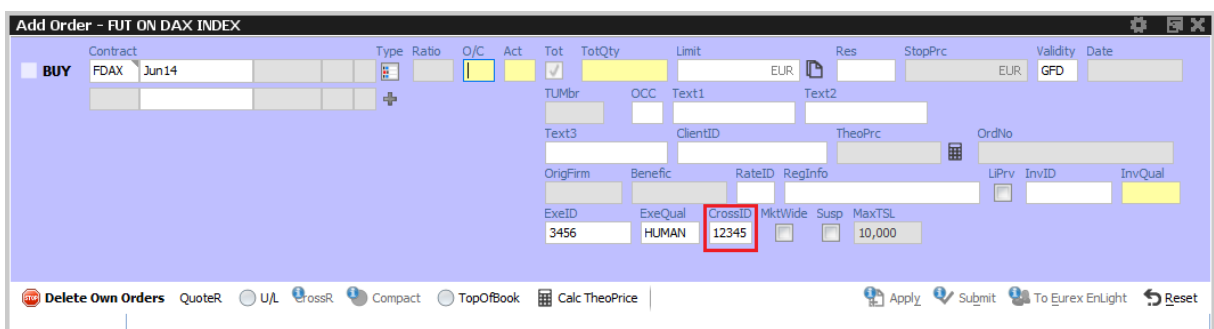 Add Order - FUT ON DAX INDEX
Contract Type Ratio O/C Act Tot TotQty Limit Res StopPrc Validity Date
BUY FDAX Jun14 EUR EUR GFD
TUMbr OCC Text1 Text2
Text3 ClientID TheoPrc OrdNo
OrigFirm Benefic RateID RegInfo LiPrv InvID InvQual
ExeID ExeQual CrossID MktWide Susp MaxTSL
3456 HUMAN 12345 10,000
STOP Delete Own Orders QuoteR U/L CrossR Compact TopOfBook Calc TheoPrice Apply Submit To Eurex EnLight Reset